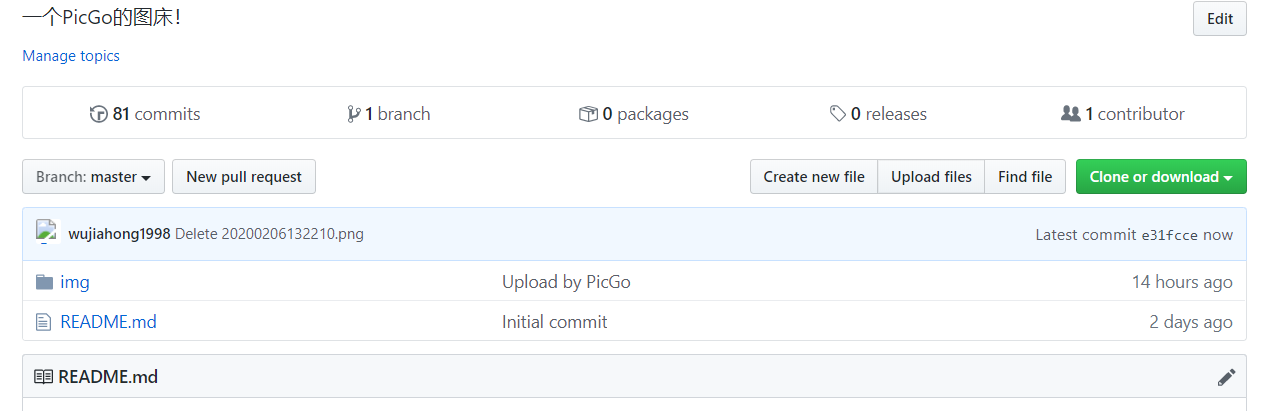 一个PicGo的图床！
Edit
Manage topics
81 commits
1 branch
0 packages
0 releases
1 contributor
Branch: master
New pull request
Create new file
Upload files
Find file
Clone or download
wujiahong1998 Delete 20200206132210.png
Latest commit e31fcce now
img
Upload by PicGo
14 hours ago
README.md
Initial commit
2 days ago
README.md